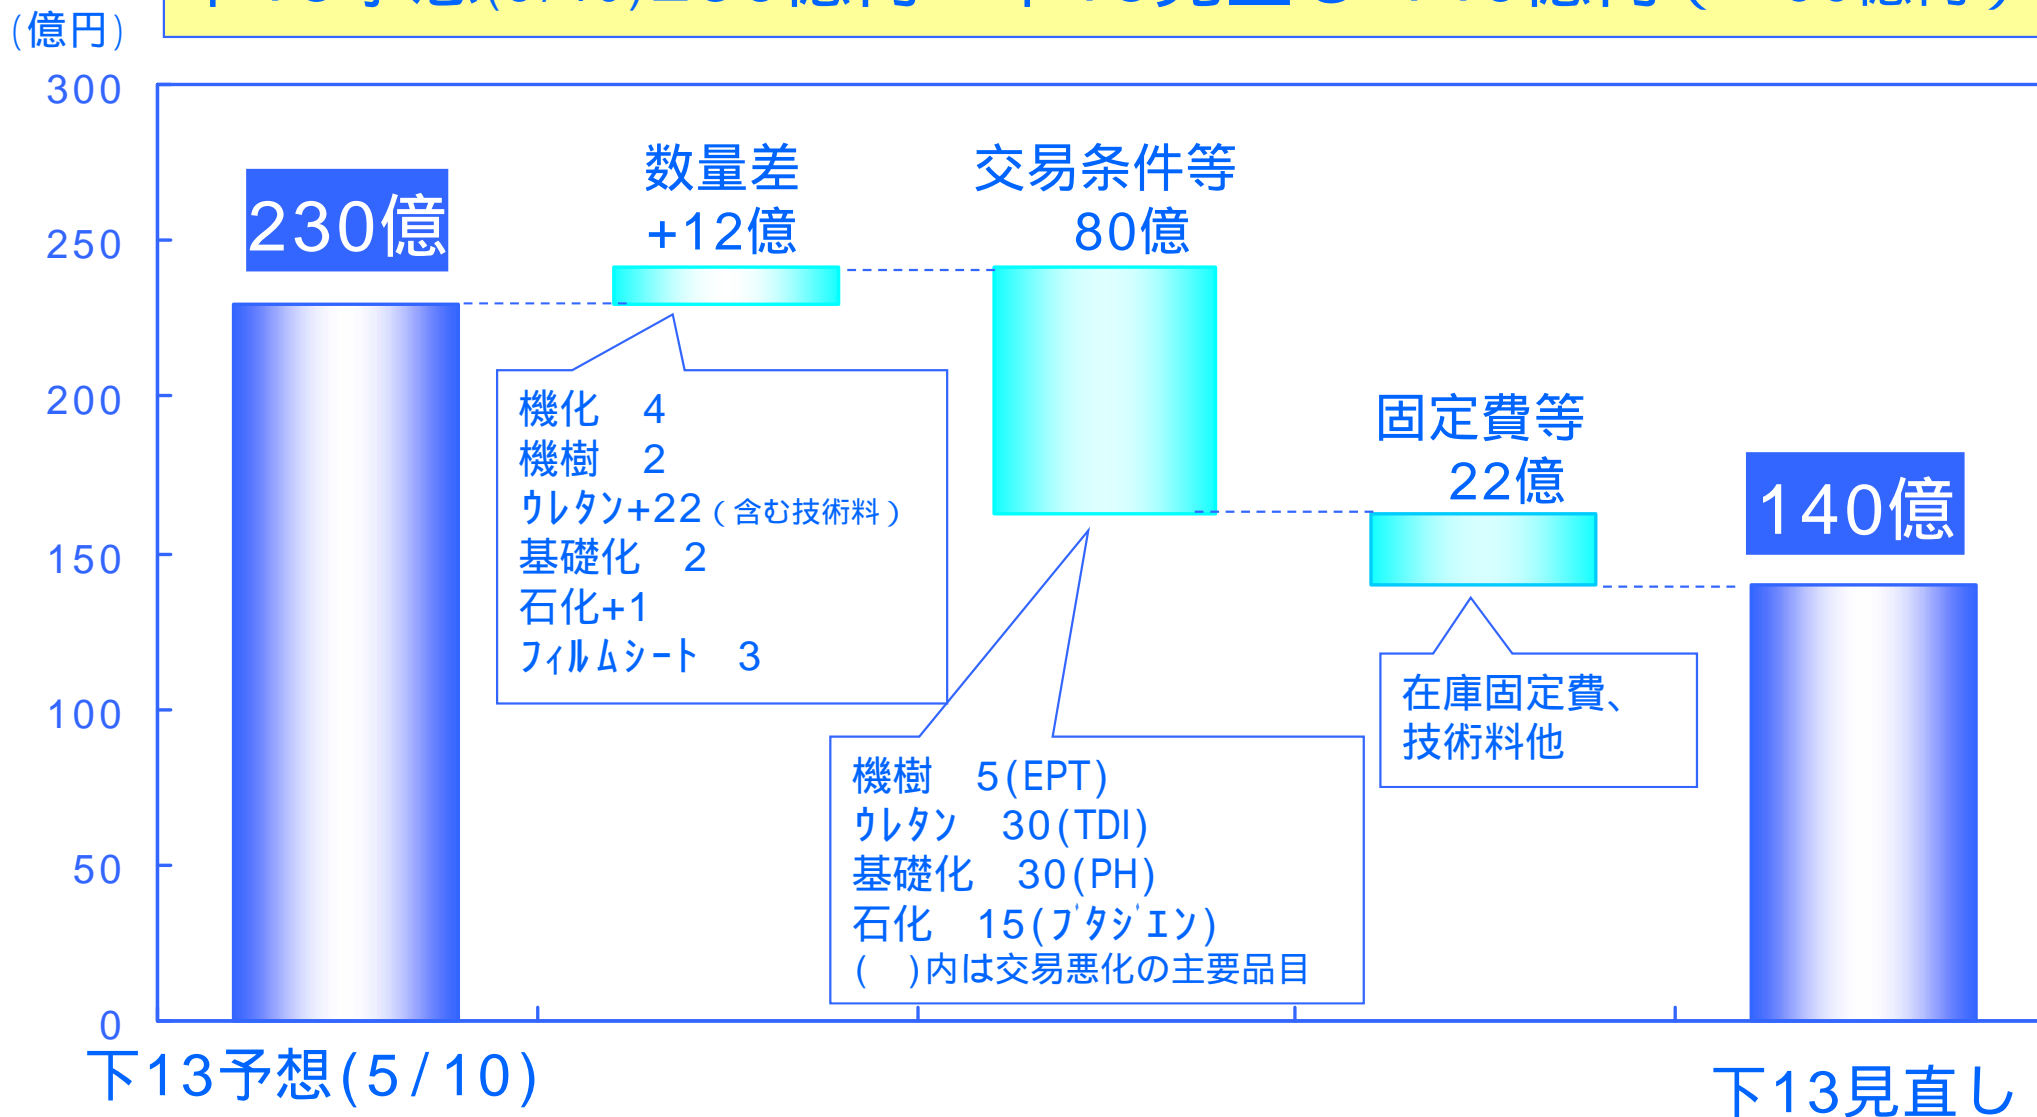 (億円)
300
250
200
150
100
50
0
230億
数量差
+12億
交易条件等
80億
固定費等
22億
140億
機化 4
機樹 2
ｳﾚﾀﾝ+22（含む技術料）
基礎化 2
石化+1
ﾌｨﾙﾑｼｰﾄ 3
機樹 5(EPT)
ｳﾚﾀﾝ 30(TDI)
基礎化 30(PH)
石化 15(ﾌﾞﾀｼﾞｴﾝ)
( )内は交易悪化の主要品目
在庫固定費、
技術料他
下13予想(5/10)
下13見直し